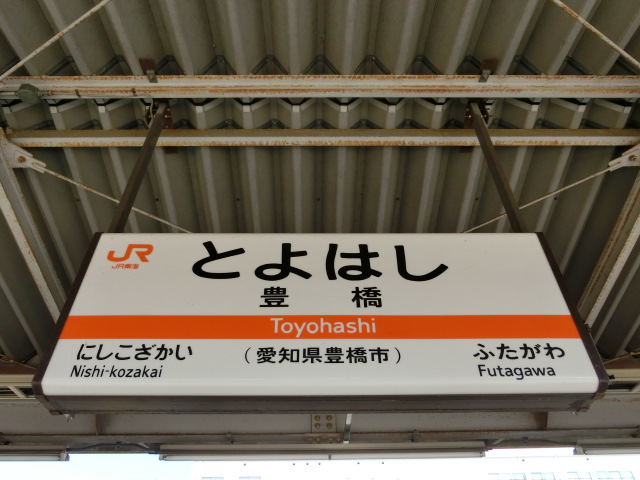 JR
JR東海
とよはし
豊橋
Toyohashi
にしこざかい
Nishi-kozakai
（愛知県豊橋市）
ふたがわ
Futagawa